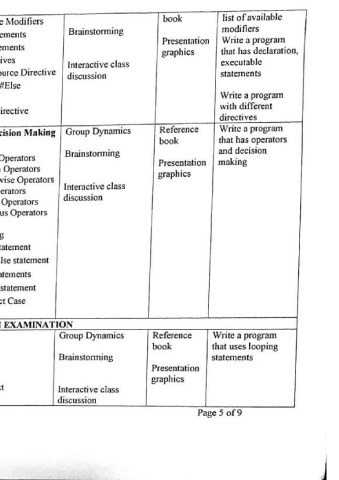 e Modifiers
ements
ements
ives
ource Directive
#Else
irective
Brainstorming
Interactive class
discussion
book
Presentation
graphics
list of available
modifiers
Write a program
that has declaration,
executable
statements
Write a program
with different
directives
cision Making
Operators
Operators
wise Operators
erators
Operators
us Operators
g
tatement
lse statement
atements
statement
ct Case
Group Dynamics
Brainstorming
Interactive class
discussion
Reference
book
Presentation
graphics
Write a program
that has operators
and decision
making
EXAMINATION
Group Dynamics
Brainstorming
Interactive class
discussion
Reference
book
Presentation
graphics
Write a program
that uses looping
statements
Page 5 of 9